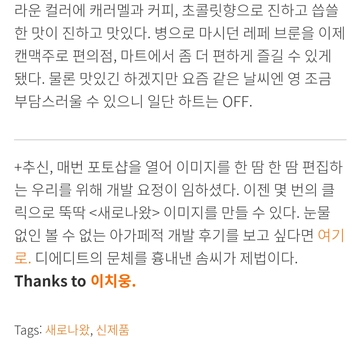 라운 컬러에 캐러멜과 커피, 초콜릿향으로 진하고 씁쓸
한 맛이 진하고 맛있다. 병으로 마시던 레페 브룬을 이제
캔맥주로 편의점, 마트에서 좀 더 편하게 즐길 수 있게
됐다. 물론 맛있긴 하겠지만 요즘 같은 날씨엔 영 조금
부담스러울 수 있으니 일단 하트는 OFF.
+추신, 매번 포토샵을 열어 이미지를 한 땀 한 땀 편집하
는 우리를 위해 개발 요정이 임하셨다. 이젠 몇 번의 클
릭으로 뚝딱 <새로나왔> 이미지를 만들 수 있다. 눈물
없인 볼 수 없는 아가페적 개발 후기를 보고 싶다면 여기
로. 디에디트의 문체를 흉내낸 솜씨가 제법이다.
Thanks to 이치웅.
Tags: 새로나왔, 신제품